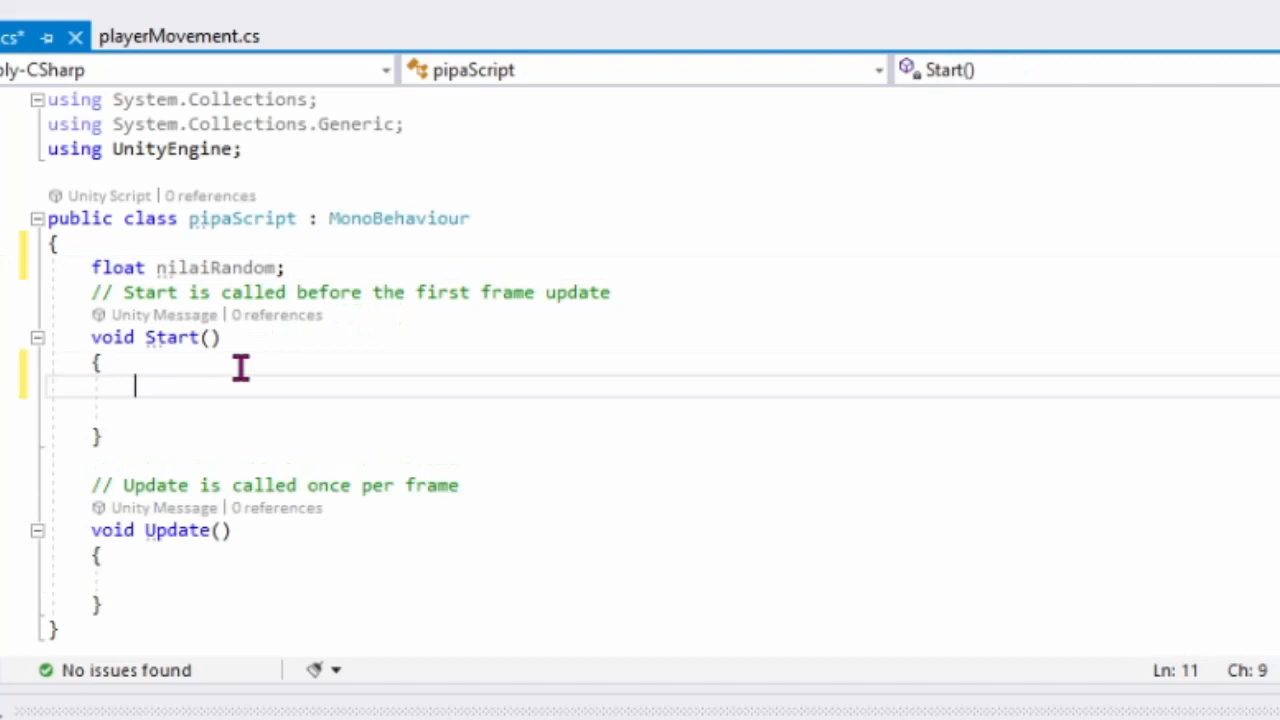 cs* playerMovement.cs
bly-CSharp pipaScript Start()
using System.Collections;
using System.Collections.Generic;
using UnityEngine;
Unity Script | 0 references
public class pipaScript : MonoBehaviour
{
float nilaiRandom;
// Start is called before the first frame update
Unity Message | 0 references
void Start()
{
}
// Update is called once per frame
Unity Message | 0 references
void Update()
{
}
}
No issues found Ln: 11 Ch: 9